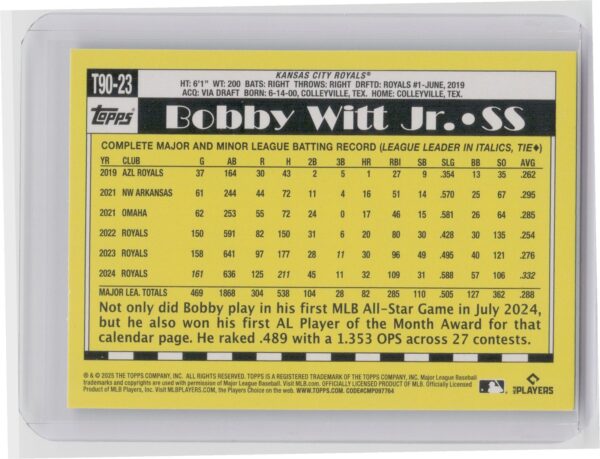 T90-23
KANSAS CITY ROYALS®
HT: 6'1" WT: 200 BATS: RIGHT THROWS: RIGHT DRFTD: ROYALS #1-JUNE, 2019
ACQ: VIA DRAFT BORN: 6-14-00, COLLEYVILLE, TEX. HOME: COLLEYVILLE, TEX.
Topps Bobby Witt Jr. • SS
COMPLETE MAJOR AND MINOR LEAGUE BATTING RECORD (LEAGUE LEADER IN ITALICS, TIE♦)
YR CLUB G AB R H 2B 3B HR RBI SB SLG BB SO AVG
2019 AZL ROYALS 37 164 30 43 2 5 1 27 9 .354 13 35 .262
2021 NW ARKANSAS 61 244 44 72 11 4 16 51 14 .570 25 67 .295
2021 OMAHA 62 253 55 72 24 0 17 46 15 .581 26 64 .285
2022 ROYALS 150 591 82 150 31 6 20 80 30 .428 30 135 .254
2023 ROYALS 158 641 97 177 28 11 30 96 49 .495 40 121 .276
2024 ROYALS 161 636 125 211 45 11 32 109 31 .588 57 106 .332
MAJOR LEA. TOTALS 469 1868 304 538 104 28 82 285 110 .505 127 362 .288
Not only did Bobby play in his first MLB All-Star Game in July 2024,
but he also won his first AL Player of the Month Award for that
calendar page. He raked .489 with a 1.353 OPS across 27 contests.
® & © 2025 THE TOPPS COMPANY, INC. ALL RIGHTS RESERVED. TOPPS IS A REGISTERED TRADEMARK OF THE TOPPS COMPANY, INC. Major League Baseball
trademarks and copyrights are used with permission of Major League Baseball. Visit MLB.com. OFFICIALLY LICENSED PRODUCT OF MLB. Officially Licensed
Product of MLB Players, Inc. Visit MLBPLAYERS.com, the Players Choice on the web. WWW.TOPPS.COM CODE#CMP097764
MLB PLAYERS